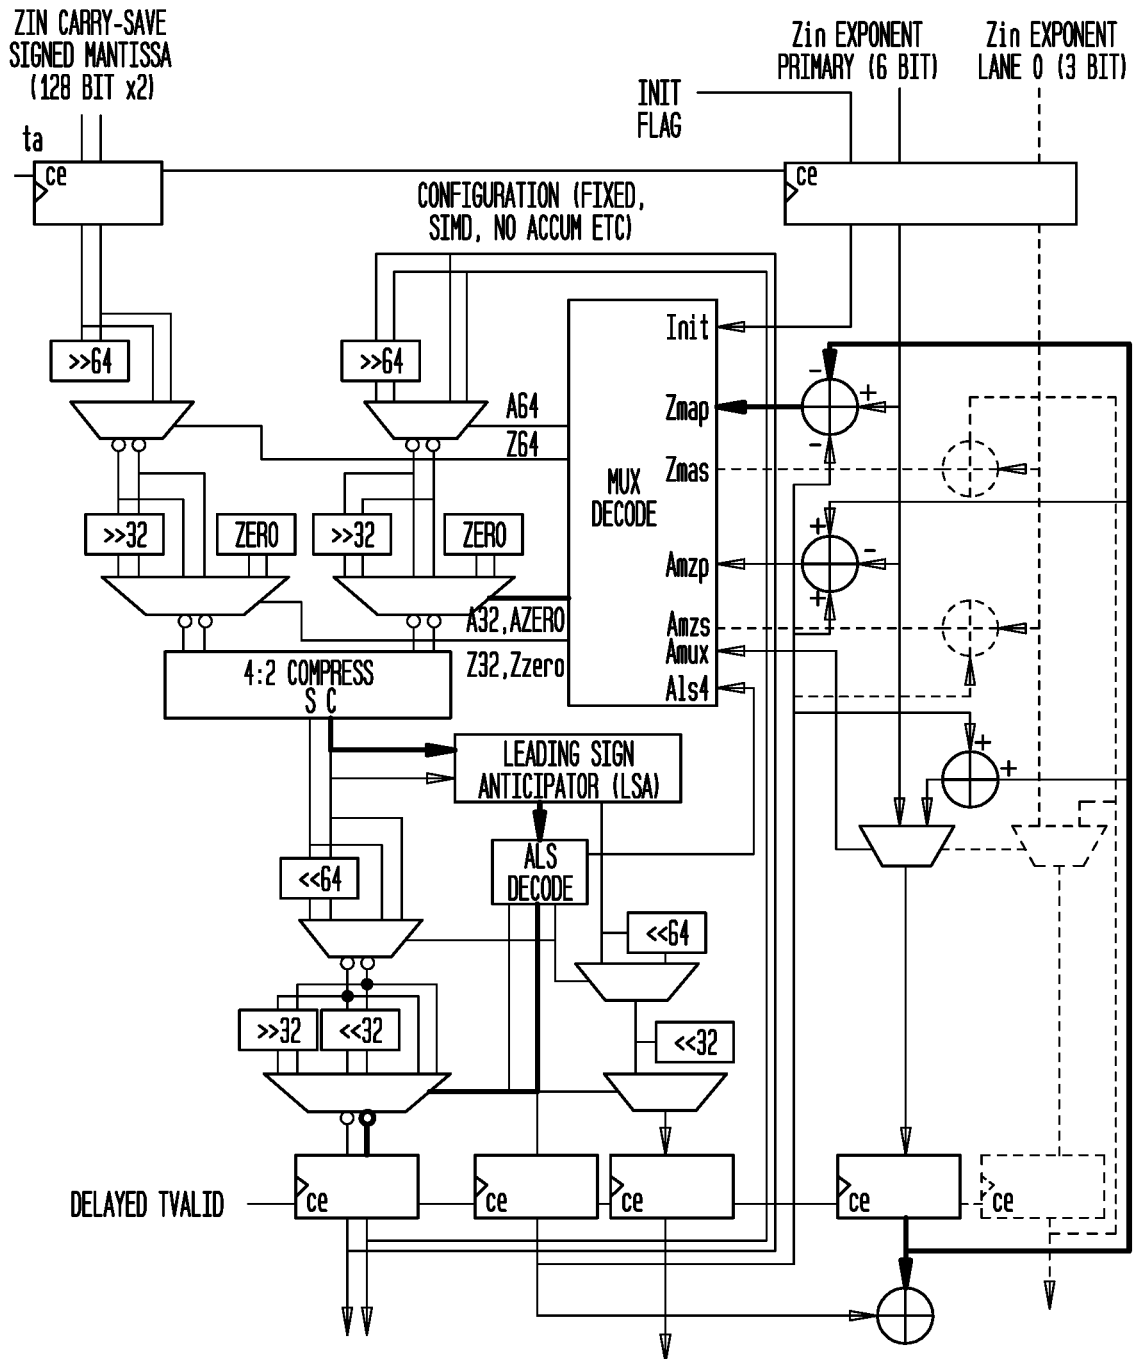 ZIN CARRY-SAVE
SIGNED MANTISSA
(128 BIT x2)
Zin EXPONENT
PRIMARY (6 BIT)
Zin EXPONENT
LANE 0 (3 BIT)
INIT
FLAG
ta
ce
ce
CONFIGURATION (FIXED,
SIMD, NO ACCUM ETC)
>>64
>>64
Init
-
A64
Zmap
+
Z64
-
Zmas
MUX
DECODE
>>32
ZERO
>>32
ZERO
+
-
Amzp
+
A32,AZERO
Amzs
Z32,Zzero
Amux
4:2 COMPRESS
S C
Als4
LEADING SIGN
ANTICIPATOR (LSA)
+
+
ALS
DECODE
<<64
<<64
>>32
<<32
<<32
DELAYED TVALID
ce
ce
ce
ce
ce